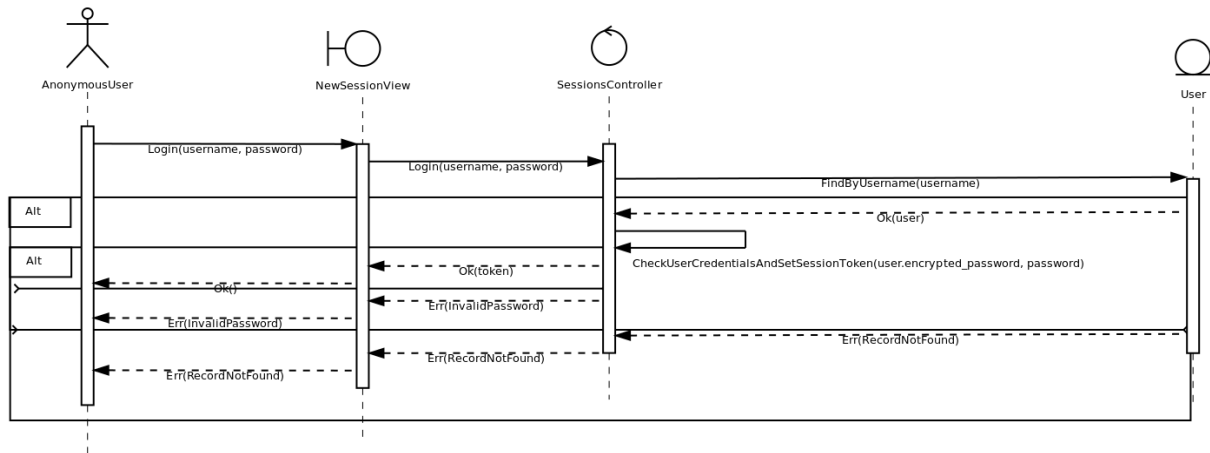 AnonymousUser
NewSessionView
SessionsController
User
Login(username, password)
Login(username, password)
FindByUsername(username)
Alt
Ok(user)
Alt
CheckUserCredentialsAndSetSessionToken(user.encrypted_password, password)
Ok(token)
Ok()
Err(InvalidPassword)
Err(InvalidPassword)
Err(RecordNotFound)
Err(RecordNotFound)
Err(RecordNotFound)